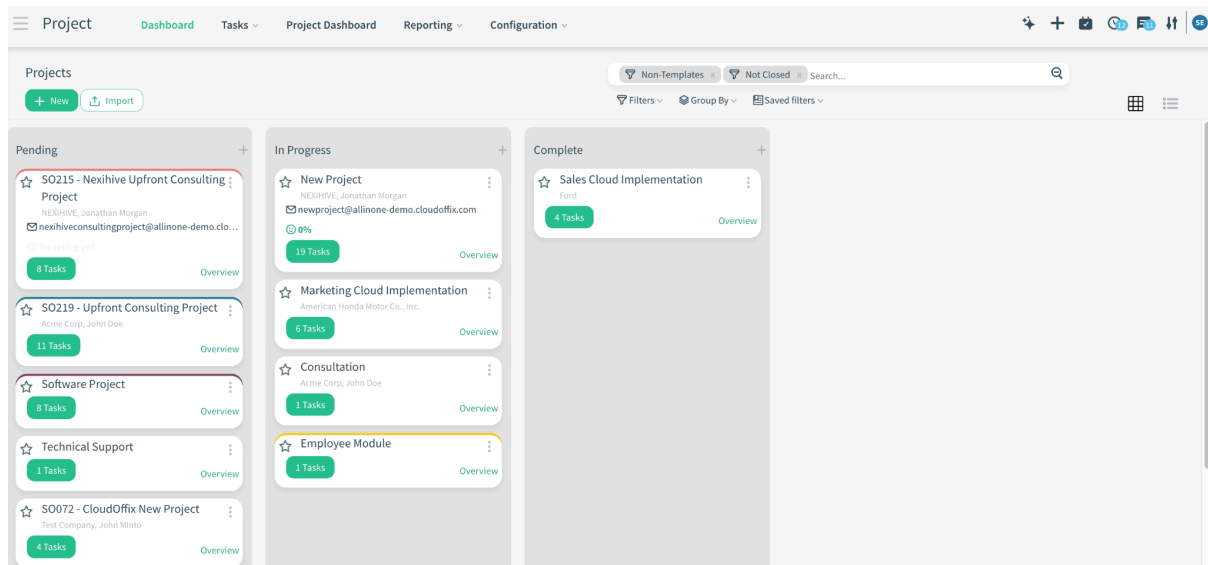 Project Dashboard Tasks Project Dashboard Reporting Configuration 12 11 SE
Projects
Non-Templates x Not Closed x Search...
+ New Import
Filters Group By Saved filters
Pending +
SO215 - Nexihive Upfront Consulting
Project
NEXIHIVE, Jonathan Morgan
nexihiveconsultingproject@allinone-demo.clo...
No rating yet
8 Tasks Overview
SO219 - Upfront Consulting Project
Acme Corp, John Doe
11 Tasks Overview
Software Project
8 Tasks Overview
Technical Support
1 Tasks Overview
SO072 - CloudOffix New Project
Test Company, John Minto
4 Tasks Overview
In Progress +
New Project
NEXIHIVE, Jonathan Morgan
newproject@allinone-demo.cloudoffix.com
0%
19 Tasks Overview
Marketing Cloud Implementation
American Honda Motor Co., Inc.
6 Tasks Overview
Consultation
Acme Corp, John Doe
1 Tasks Overview
Employee Module
1 Tasks Overview
Complete +
Sales Cloud Implementation
Ford
4 Tasks Overview